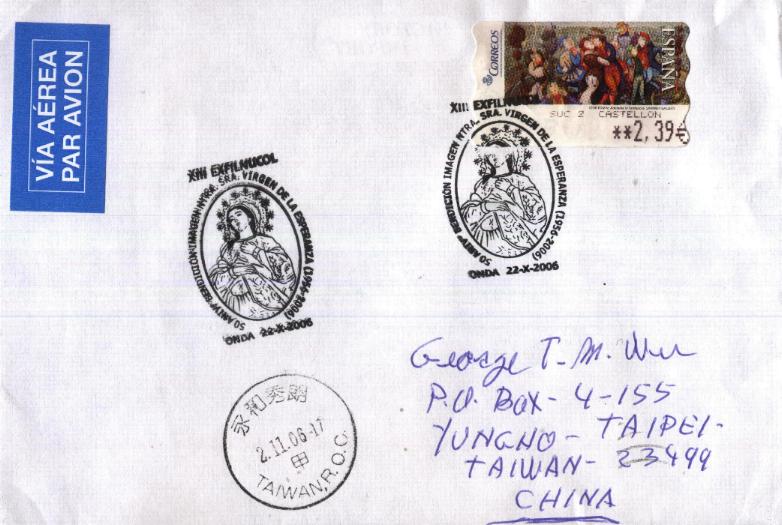 VÍA AÉREA
PAR AVION
CORREOS
ESPAÑA
SUC 2 CASTELLON
**2,39€
XIII EXFILNUCOL
50 ANIVº BENDICIÓN IMAGEN NTRA. SRA. VIRGEN DE LA ESPERANZA (1956-2006)
ONDA 22-X-2006
XIII EXFILNUCOL
50 ANIVº BENDICIÓN IMAGEN NTRA. SRA. VIRGEN DE LA ESPERANZA (1956-2006)
ONDA 22-X-2006
George T. M. Wu
P.O. Box - 4-155
YUNGHO - TAIPEI -
TAIWAN - 23499
CHINA
永和秀朗
2.11.06-17
甲
TAIWAN, R.O.C.